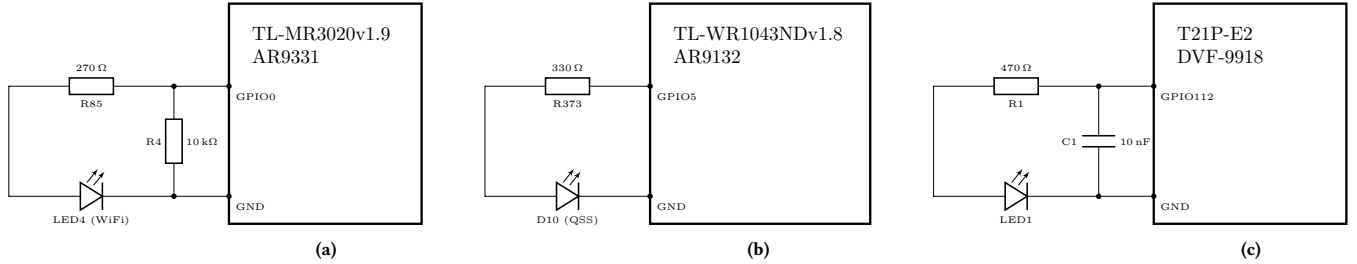 TL-MR3020v1.9
AR9331
270 Ω
R85
GPIO0
R4
10 kΩ
GND
LED4 (WiFi)
(a)
TL-WR1043NDv1.8
AR9132
330 Ω
R373
GPIO5
GND
D10 (QSS)
(b)
T21P-E2
DVF-9918
470 Ω
R1
GPIO112
C1
10 nF
GND
LED1
(c)